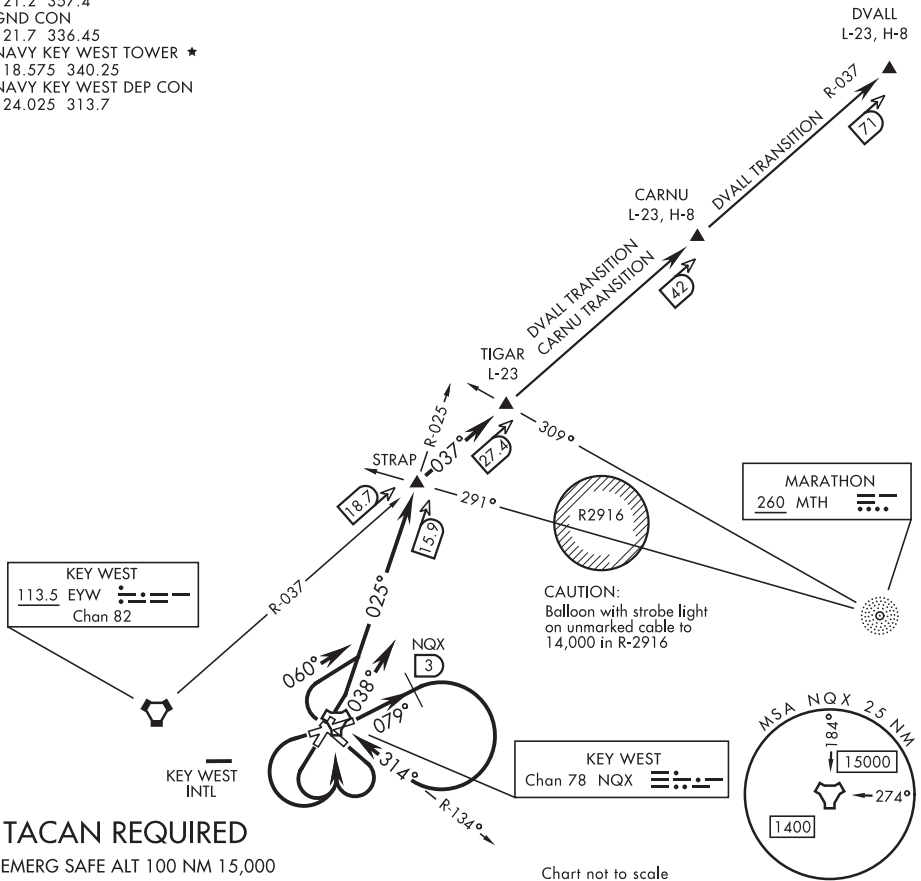 21.2 357.4
GND CON
21.7 336.45
NAVY KEY WEST TOWER ★
18.575 340.25
NAVY KEY WEST DEP CON
24.025 313.7
DVALL
L-23, H-8
R-037
71
DVALL TRANSITION
CARNU
L-23, H-8
42
DVALL TRANSITION
CARNU TRANSITION
TIGAR
L-23
R-025
037°
27.4
309°
STRAP
18.7
15.9
291°
R2916
MARATHON
260 MTH
CAUTION:
Balloon with strobe light
on unmarked cable to
14,000 in R-2916
KEY WEST
113.5 EYW
Chan 82
R-037
025°
060°
038°
NQX
3
079°
314°
R-134°
KEY WEST
INTL
KEY WEST
Chan 78 NQX
MSA NQX 25 NM
184°
15000
274°
1400
TACAN REQUIRED
EMERG SAFE ALT 100 NM 15,000
Chart not to scale